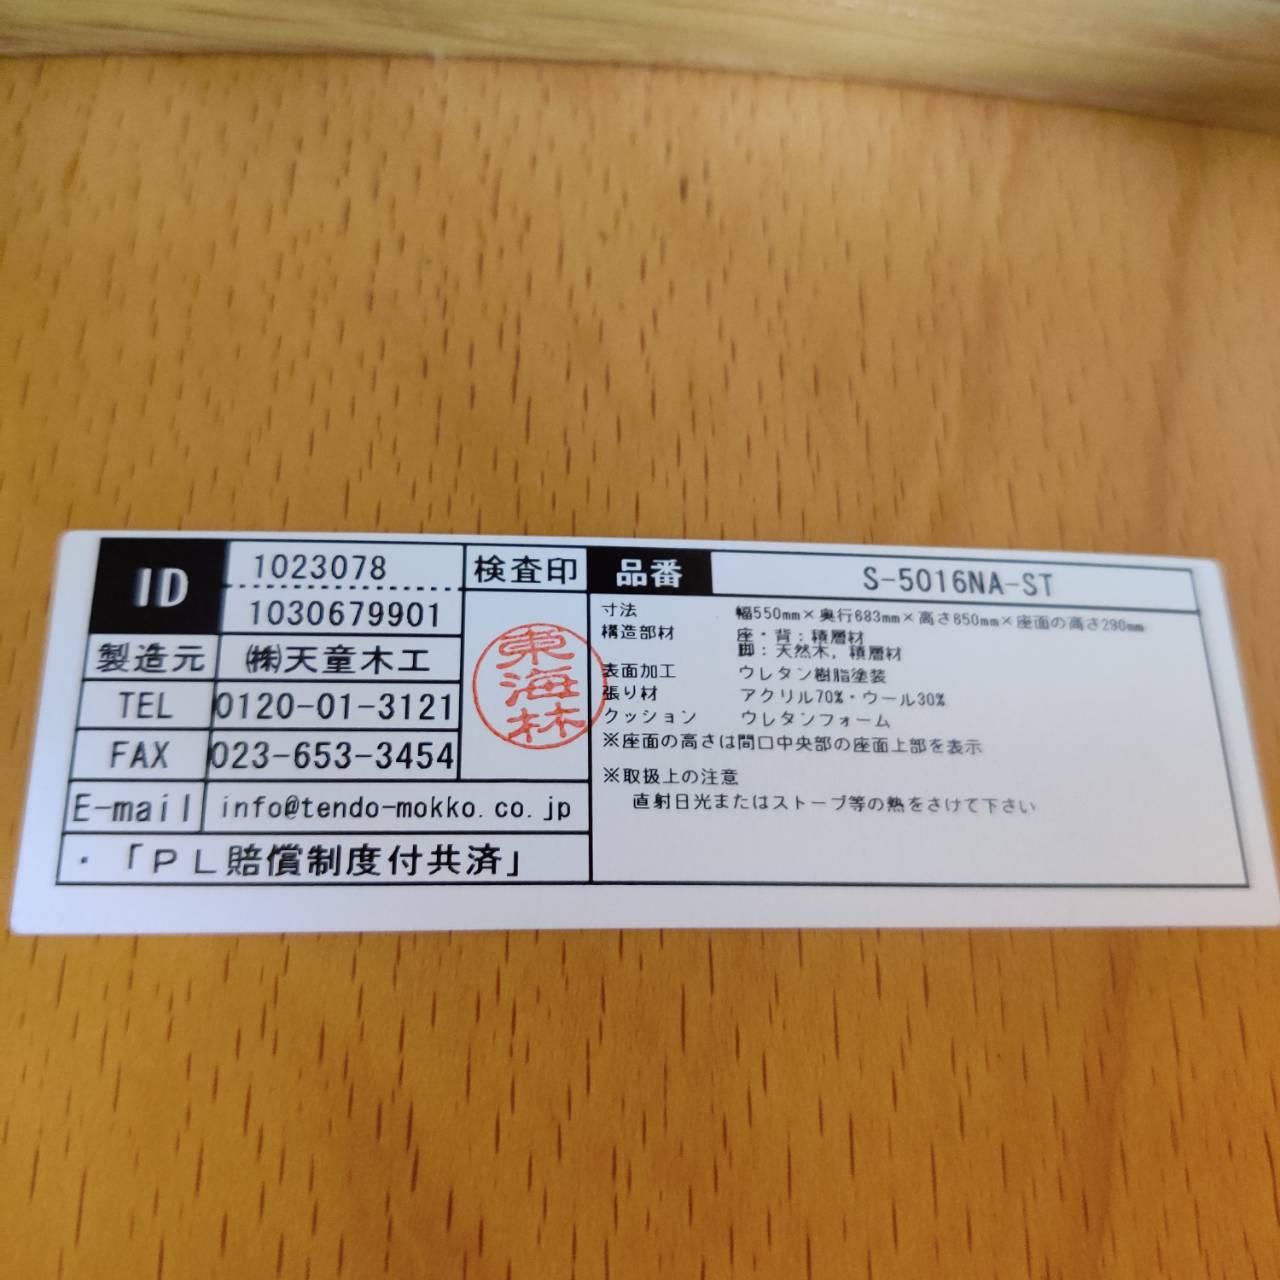 ID
1023078
1030679901
製造元 ㈱天童木工
TEL 0120-01-3121
FAX 023-653-3454
E-mail info@tendo-mokko.co.jp
・「PL賠償制度付共済」
検査印
東海林
品番 S-5016NA-ST
寸法 幅550mm×奥行683mm×高さ650mm×座面の高さ290mm
構造部材 座・背：積層材
脚：天然木，積層材
表面加工 ウレタン樹脂塗装
張り材 アクリル70%・ウール30%
クッション ウレタンフォーム
※座面の高さは間口中央部の座面上部を表示
※取扱上の注意
直射日光またはストーブ等の熱をさけて下さい